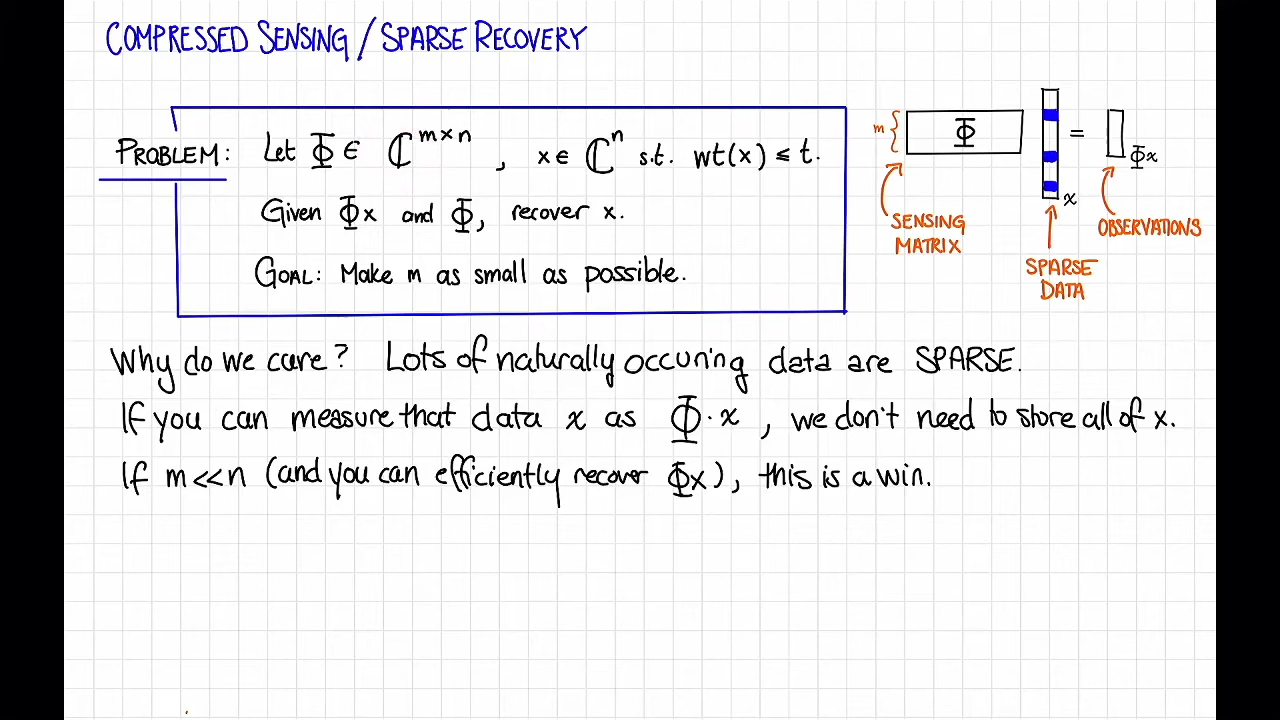 COMPRESSED SENSING / SPARSE RECOVERY
PROBLEM: Let Φ ∈ ℂ^{m×n}, x ∈ ℂ^n s.t. wt(x) ≤ t.
Given Φx and Φ, recover x.
GOAL: Make m as small as possible.
m { Φ x = Φx
SENSING MATRIX
SPARSE DATA
OBSERVATIONS
Why do we care? Lots of naturally occuring data are SPARSE.
If you can measure that data x as Φ·x, we don't need to store all of x.
If m<<n (and you can efficiently recover Φx), this is a win.